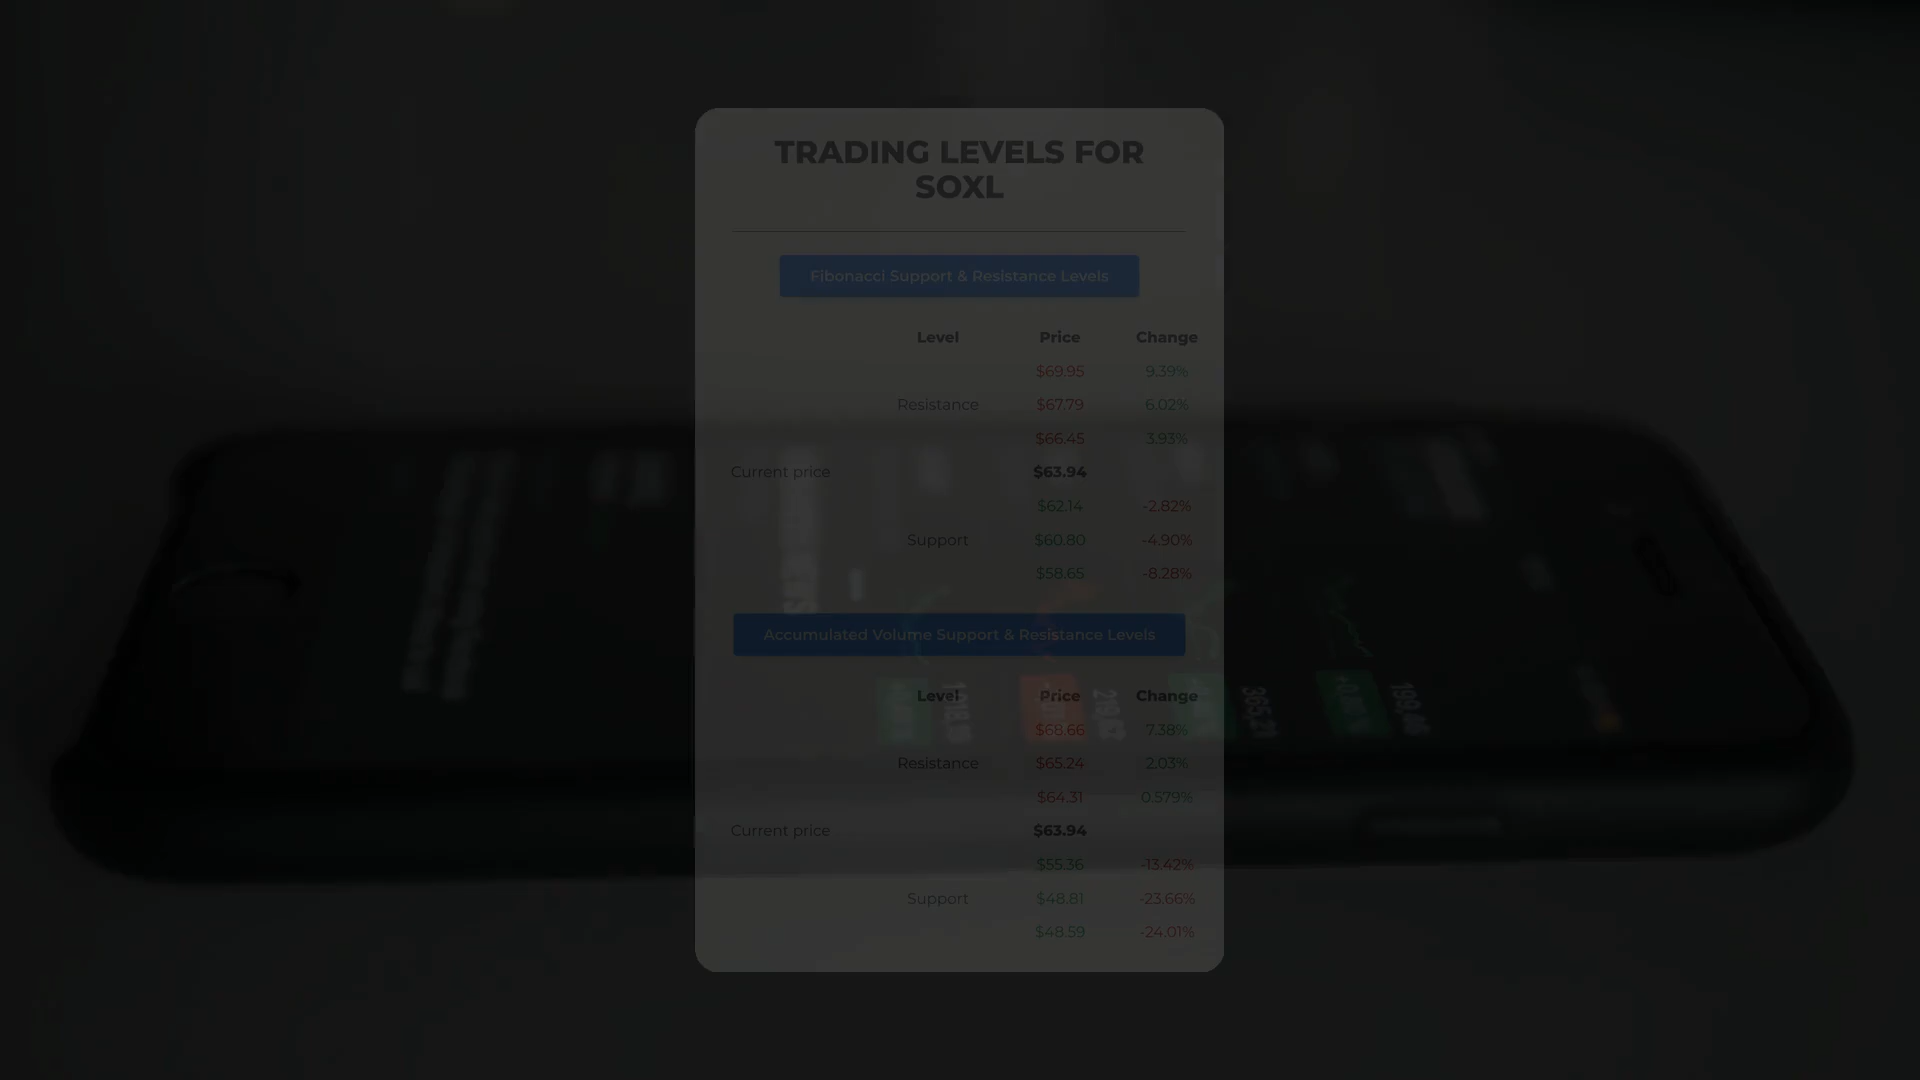 TRADING LEVELS FOR
SOXL
Fibonacci Support & Resistance Levels
Level Price Change
$69.95 9.39%
Resistance $67.79 6.02%
$66.45 3.93%
Current price $63.94
$62.14 -2.82%
Support $60.80 -4.90%
$58.65 -8.28%
Accumulated Volume Support & Resistance Levels
Level Price Change
$68.66 7.38%
Resistance $65.24 2.03%
$64.31 0.579%
Current price $63.94
$55.36 -13.42%
Support $48.81 -23.66%
$48.59 -24.01%
365.21
199.46